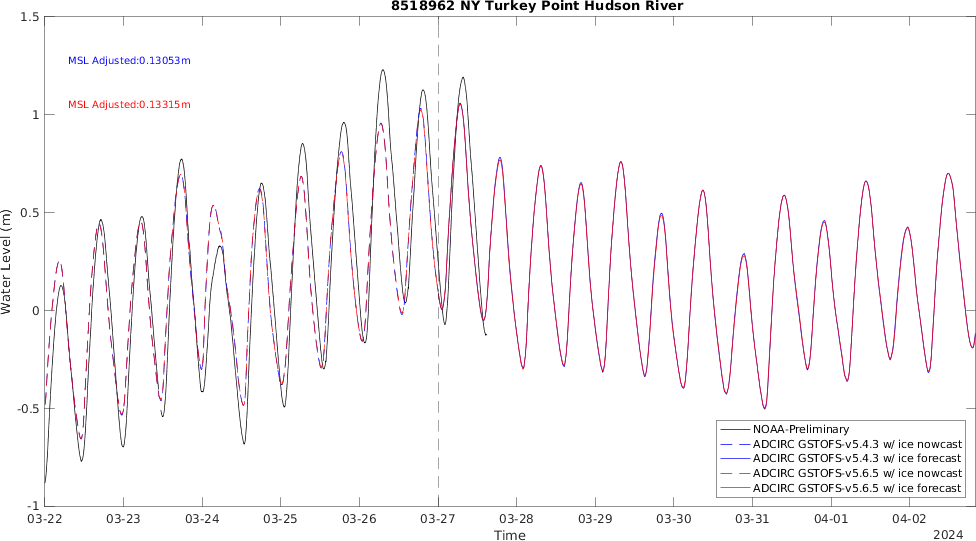 8518962 NY Turkey Point Hudson River
MSL Adjusted:0.13053m
MSL Adjusted:0.13315m
Water Level (m)
1.5
1
0.5
0
-0.5
-1
NOAA-Preliminary
ADCIRC GSTOFS-v5.4.3 w/ ice nowcast
ADCIRC GSTOFS-v5.4.3 w/ ice forecast
ADCIRC GSTOFS-v5.6.5 w/ ice nowcast
ADCIRC GSTOFS-v5.6.5 w/ ice forecast
03-22 03-23 03-24 03-25 03-26 03-27 03-28 03-29 03-30 03-31 04-01 04-02
Time
2024